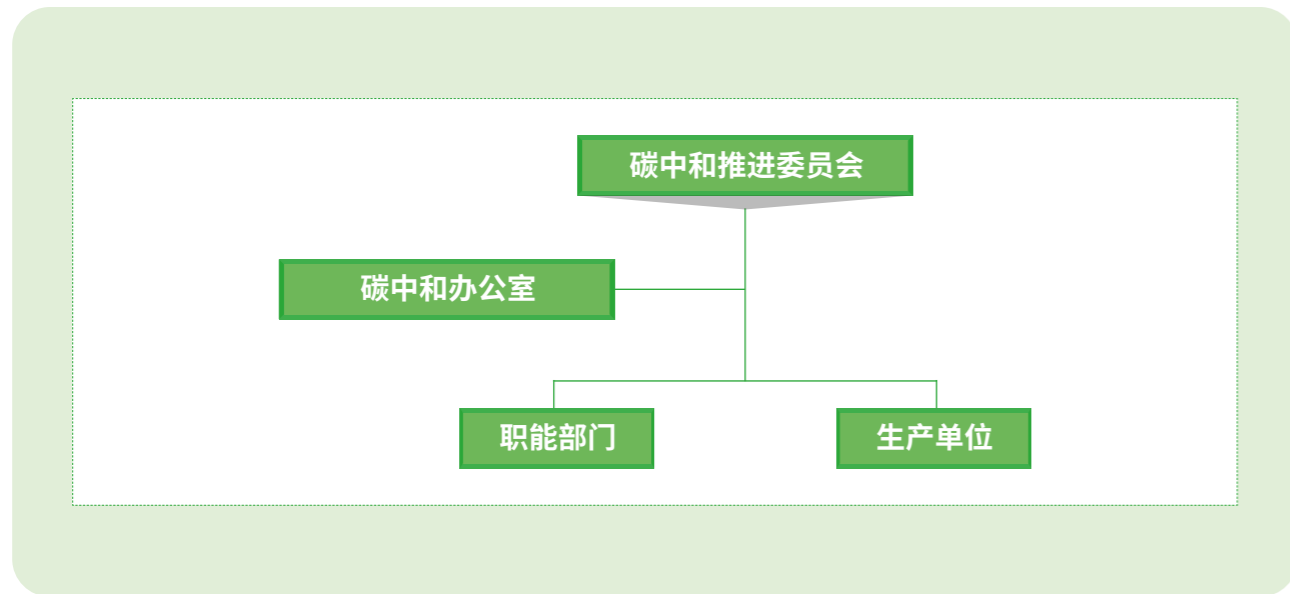 碳中和推进委员会
碳中和办公室
职能部门
生产单位